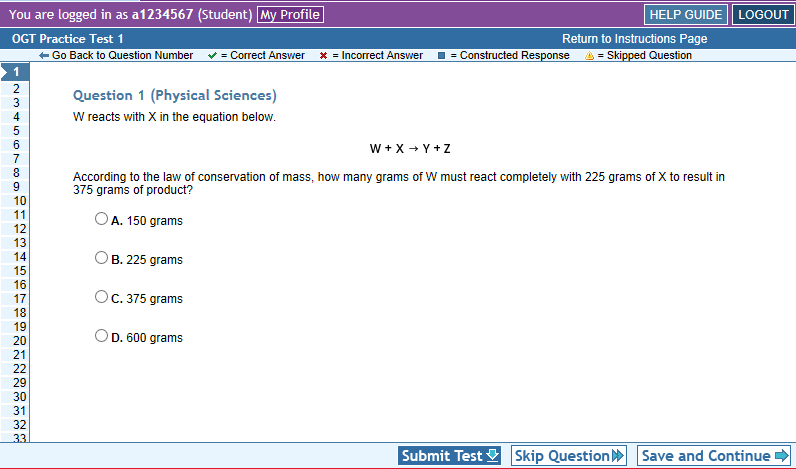 You are logged in as a1234567 (Student) My Profile HELP GUIDE LOGOUT
OGT Practice Test 1 Return to Instructions Page
Go Back to Question Number = Correct Answer = Incorrect Answer = Constructed Response = Skipped Question
1
2
3
4
5
6
7
8
9
10
11
12
13
14
15
16
17
18
19
20
21
22
29
30
31
32
33
Question 1 (Physical Sciences)
W reacts with X in the equation below.
W + X → Y + Z
According to the law of conservation of mass, how many grams of W must react completely with 225 grams of X to result in
375 grams of product?
A. 150 grams
B. 225 grams
C. 375 grams
D. 600 grams
Submit Test Skip Question Save and Continue